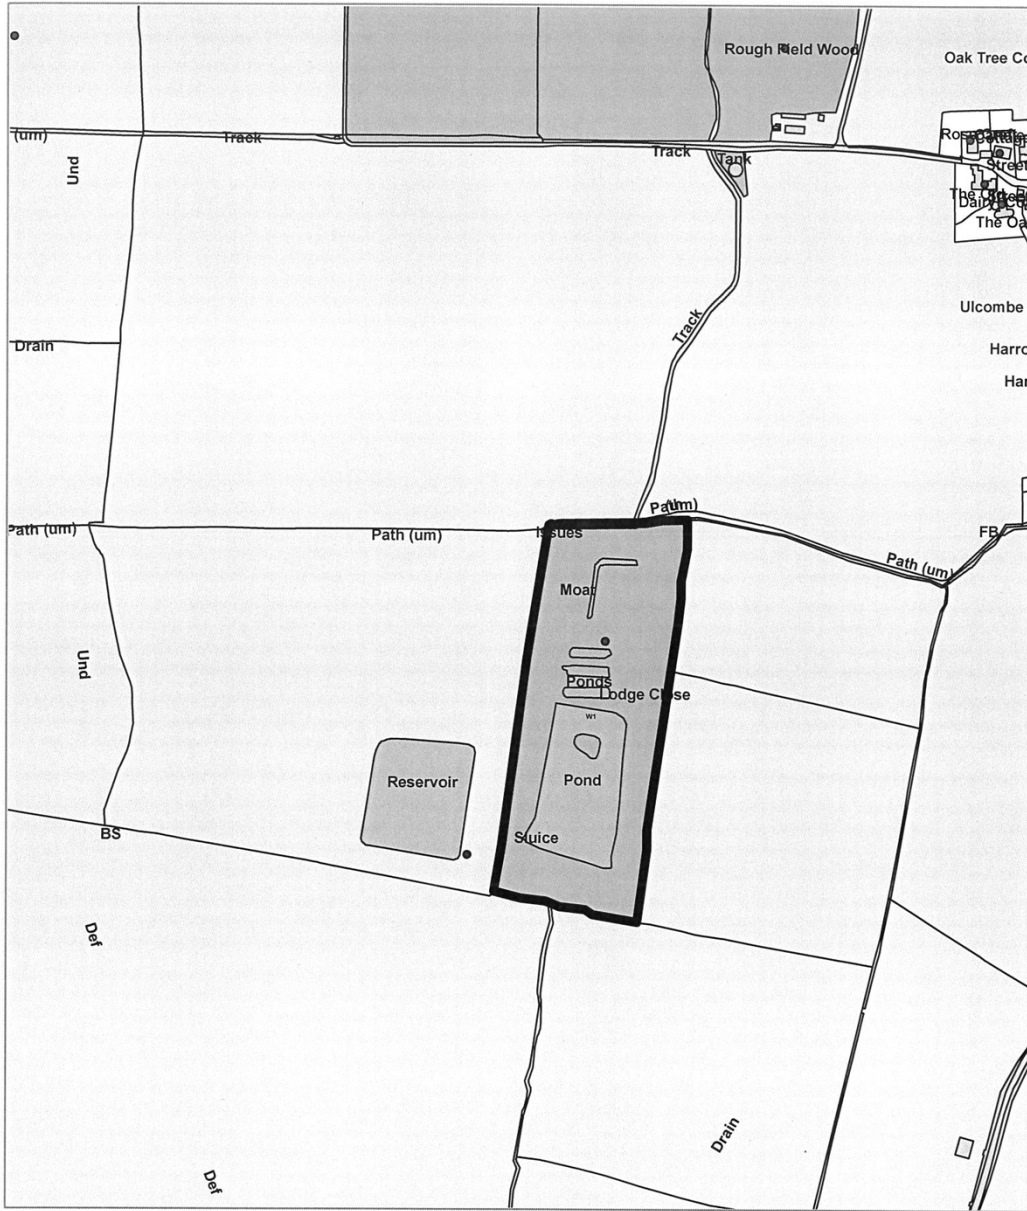 Rough Field Wood
Oak Tree Co
(um)
Track
Track
Tank
Und
Street
The Oa
Ulcombe
Track
Drain
Harro
Har
Path (um)
Path (um)
Issues
Path (um)
FB
Path (um)
Moat
Und
Ponds
Lodge Close
W1
Pond
Reservoir
Sluice
BS
Def
Drain
Def